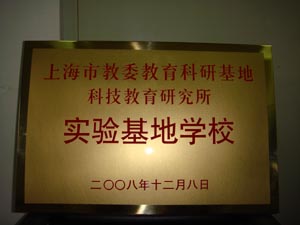 上海市教委教育科研基地
科技教育研究所
实验基地学校
二〇〇八年十二月八日